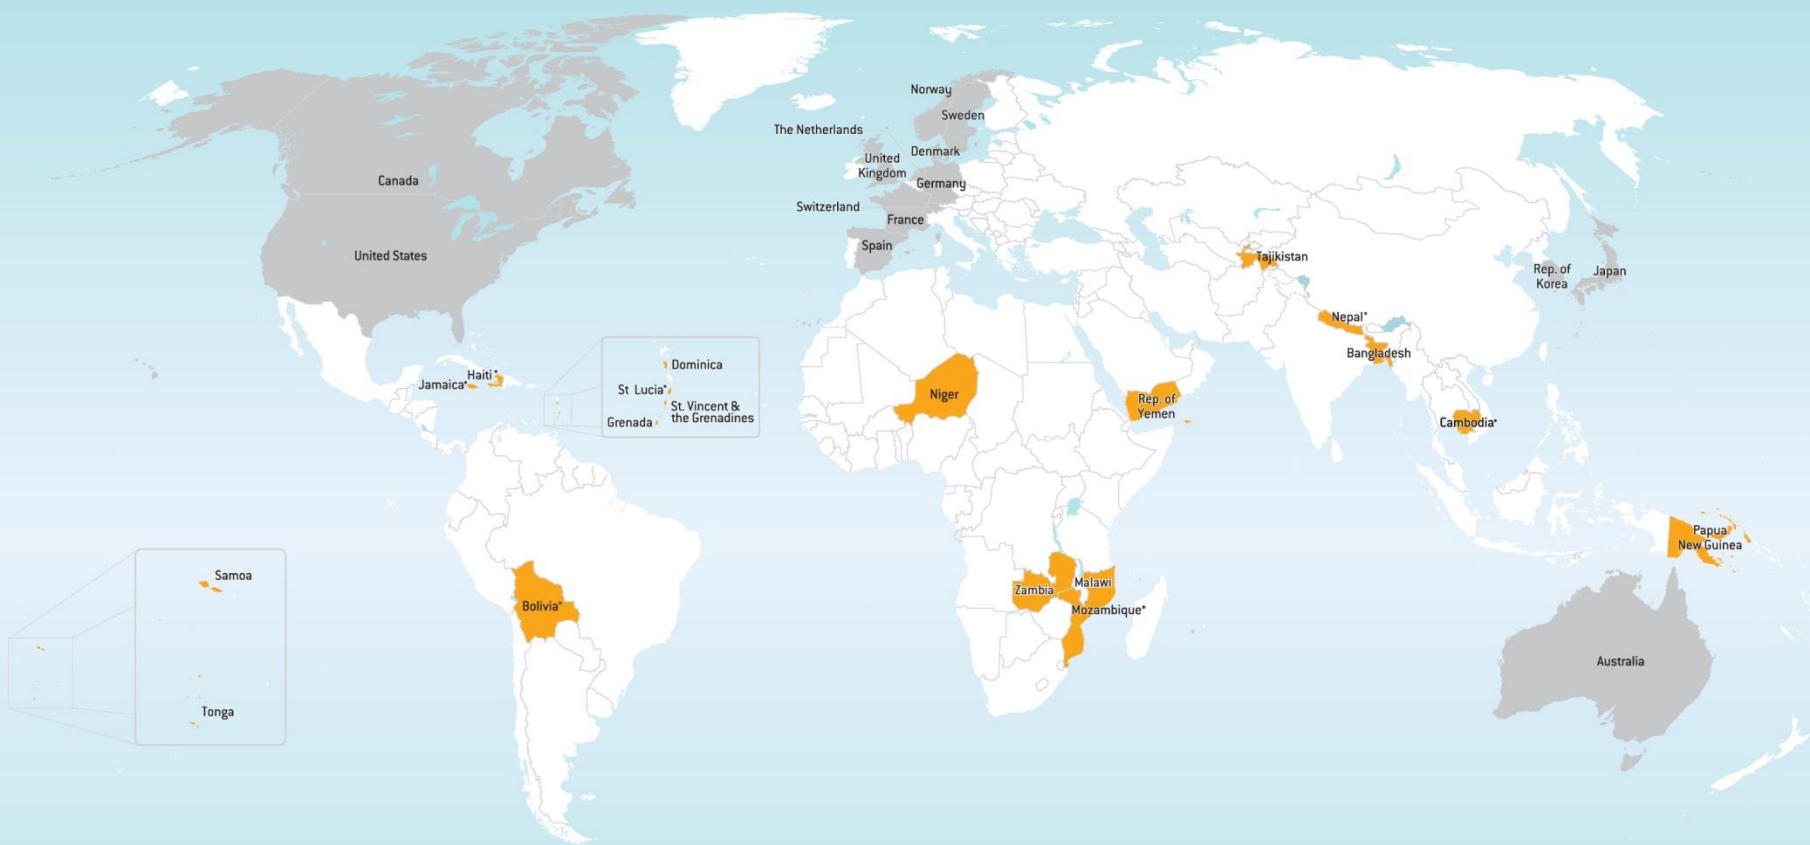 Norway
Sweden
The Netherlands
Denmark
United
Kingdom
Germany
Canada
Switzerland
France
Spain
United States
Tajikistan
Rep. of
Korea
Japan
Nepal*
Bangladesh
Haiti*
Jamaica*
Dominica
St Lucia*
St. Vincent &
the Grenadines
Grenada
Niger
Rep. of
Yemen
Cambodia*
Papua
New Guinea
Samoa
Tonga
Bolivia*
Zambia
Malawi
Mozambique*
Australia